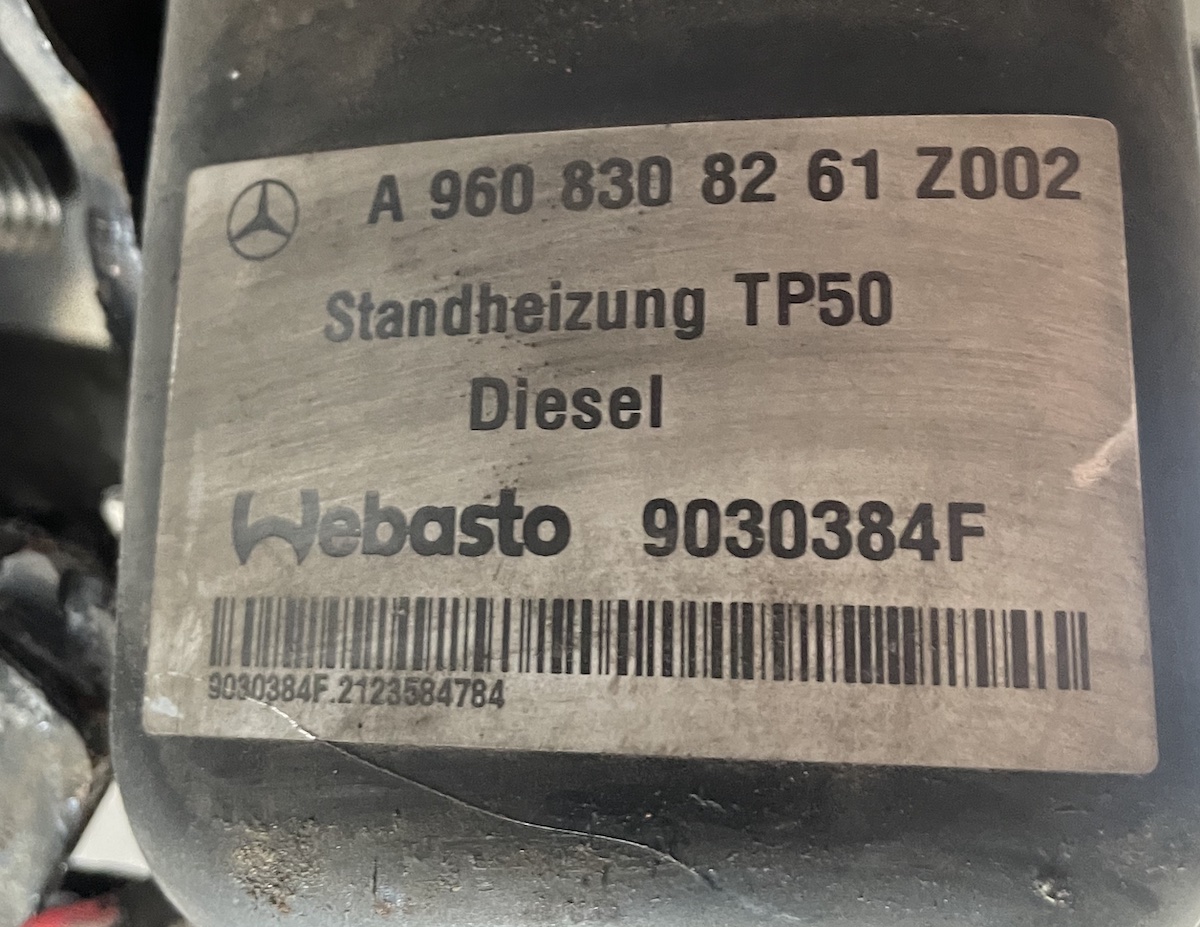 A 960 830 82 61 Z002
Standheizung TP50
Diesel
Webasto 9030384F
9030384F.2123584784